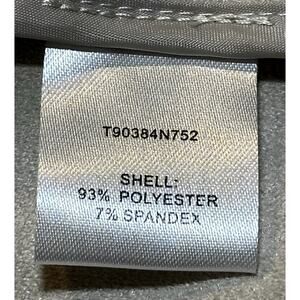 T90384N752
SHELL:
93% POLYESTER
7% SPANDEX